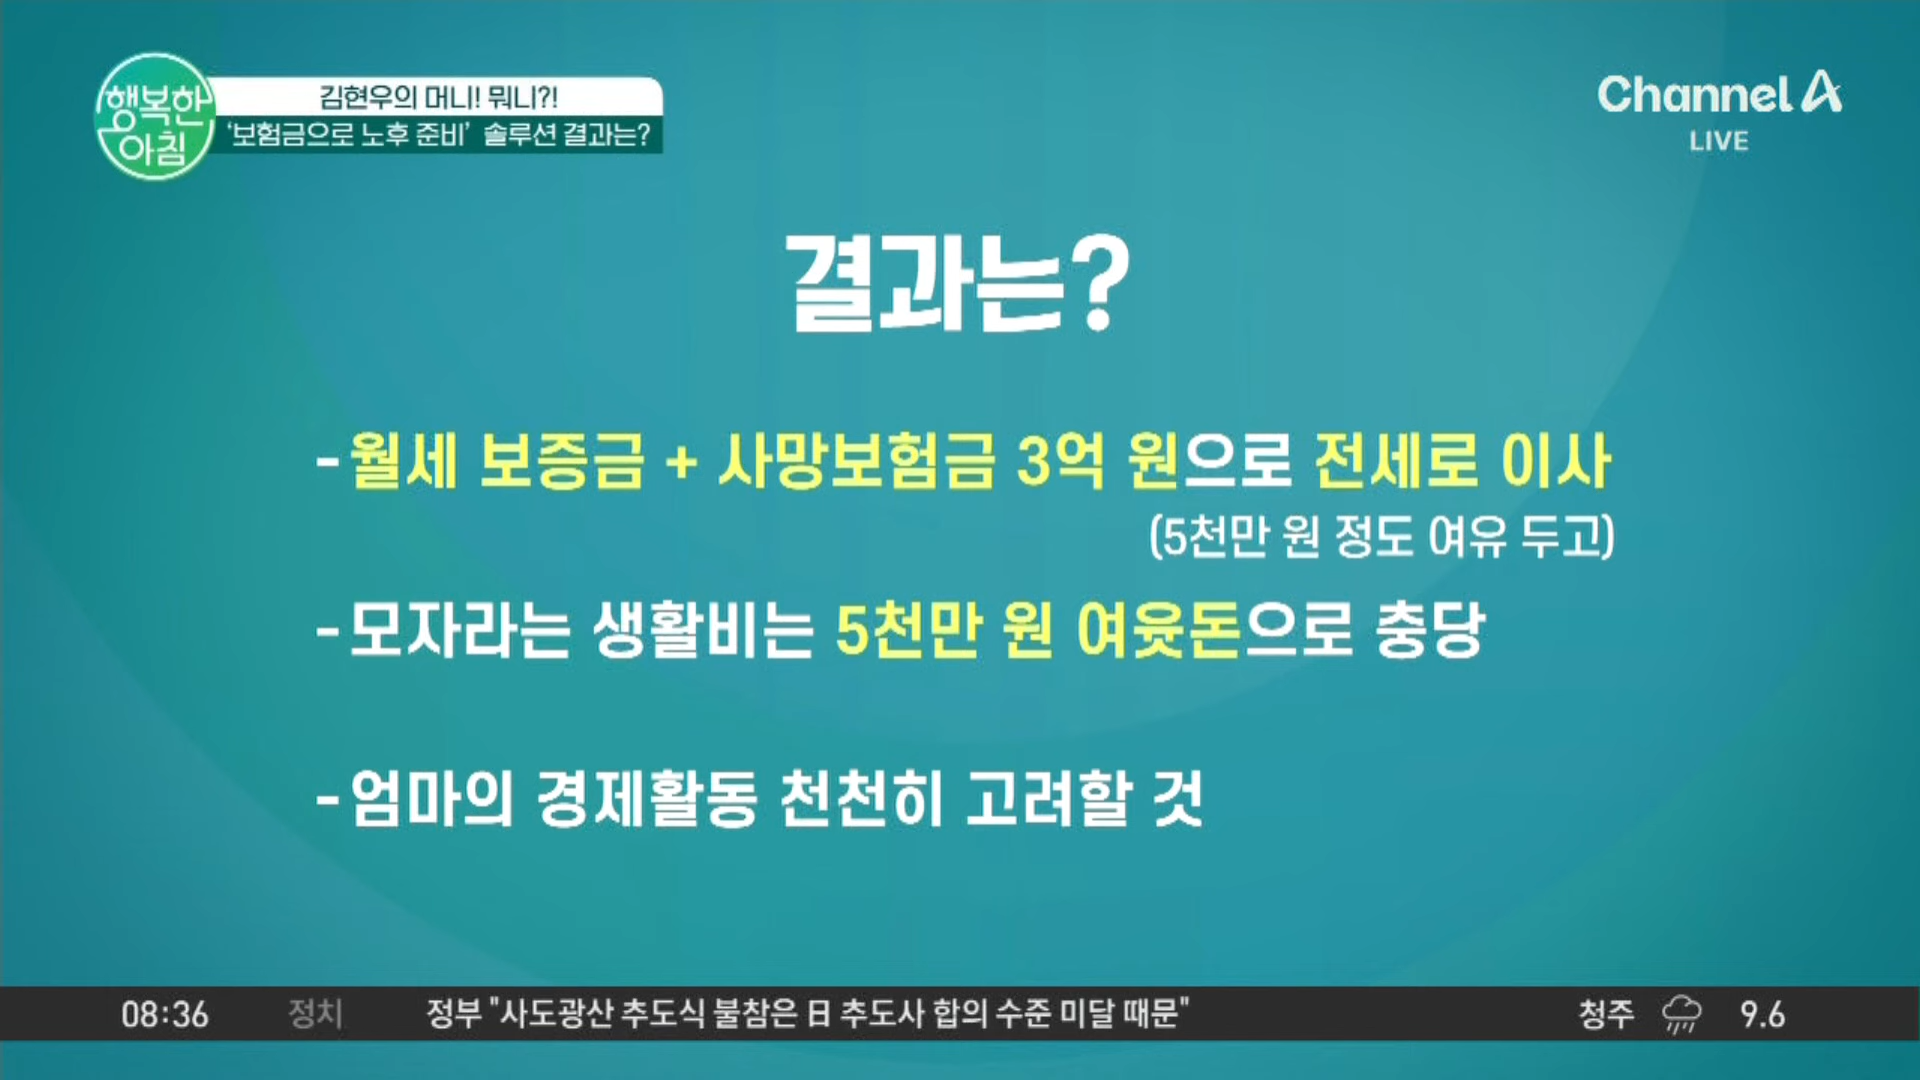 행복한
아침
김현우의 머니! 뭐니?!
‘보험금으로 노후 준비’ 솔루션 결과는?
Channel A
LIVE
결과는?
- 월세 보증금 + 사망보험금 3억 원으로 전세로 이사
(5천만 원 정도 여유 두고)
- 모자라는 생활비는 5천만 원 여윳돈으로 충당
- 엄마의 경제활동 천천히 고려할 것
08:36 정치 정부 "사도광산 추도식 불참은 日 추도사 합의 수준 미달 때문" 청주 9.6